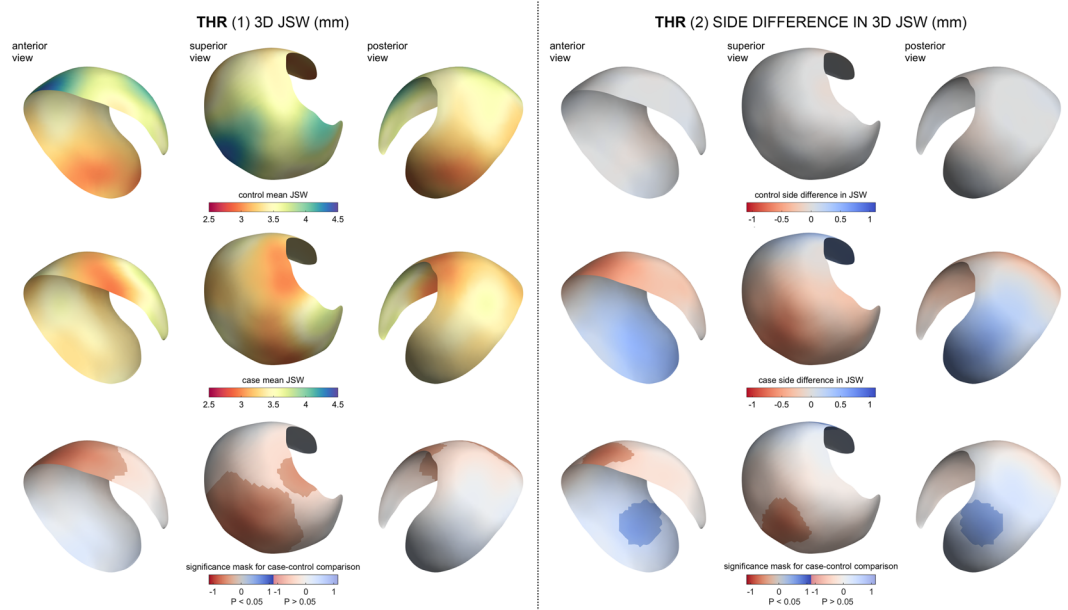 THR (1) 3D JSW (mm)
anterior
view
superior
view
posterior
view
control mean JSW
2.5 3 3.5 4 4.5
case mean JSW
2.5 3 3.5 4 4.5
significance mask for case-control comparison
-1 0 1 -1 0 1
P < 0.05 P > 0.05
THR (2) SIDE DIFFERENCE IN 3D JSW (mm)
anterior
view
superior
view
posterior
view
control side difference in JSW
-1 -0.5 0 0.5 1
case side difference in JSW
-1 -0.5 0 0.5 1
significance mask for case-control comparison
-1 0 1 -1 0 1
P < 0.05 P > 0.05